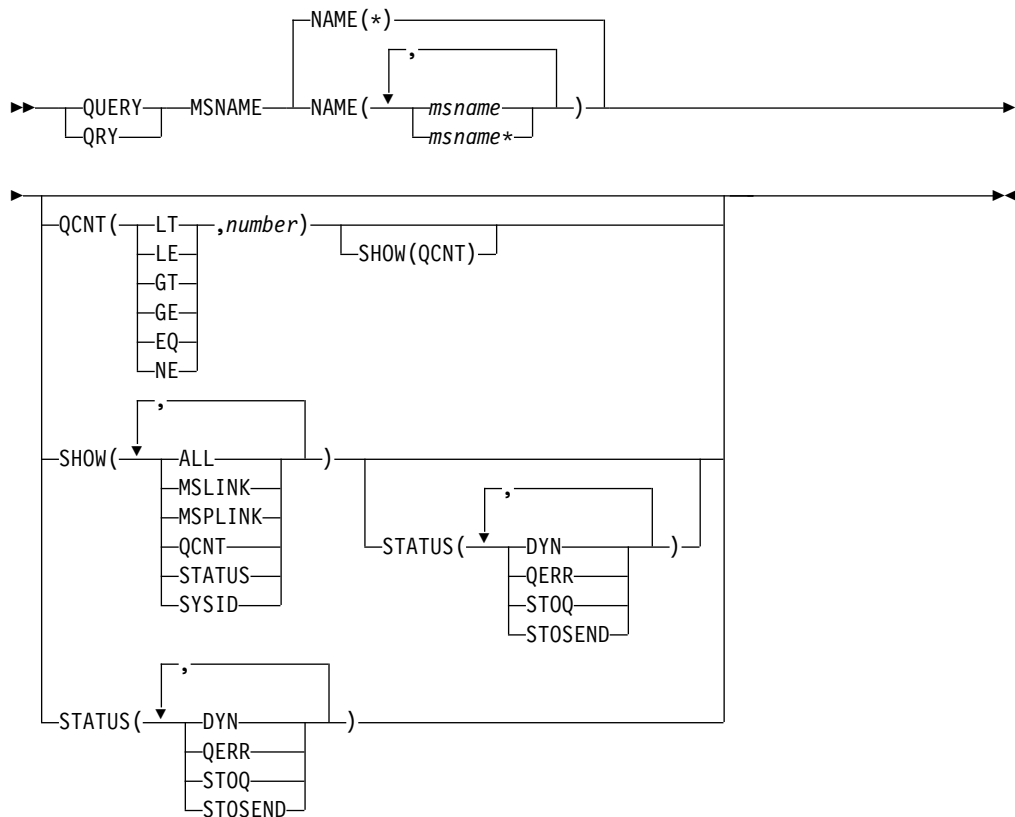 NAME(*)
,
QUERY MSNAME NAME( msname )
QRY msname*
QCNT( LT ,number)
LE SHOW(QCNT)
GT
GE
EQ
NE
,
SHOW( ALL )
MSLINK ,
MSPLINK
QCNT STATUS( DYN )
STATUS QERR
SYSID STOQ
STOSEND
,
STATUS( DYN )
QERR
STOQ
STOSEND